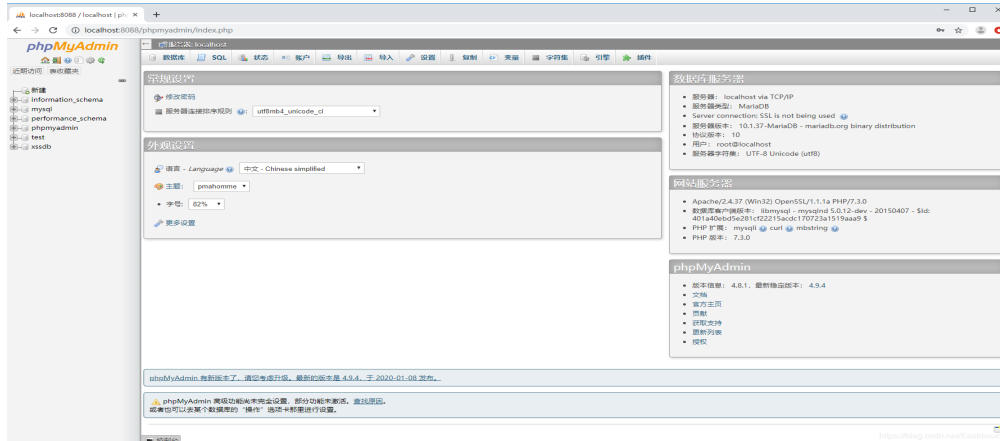 localhost:8088 / localhost | ph
localhost:8088/phpmyadmin/index.php
phpMyAdmin
近期访问 表收藏夹
新建
information_schema
mysql
performance_schema
phpmyadmin
test
xssdb
服务器: localhost
数据库 SQL 状态 账户 导出 导入 设置 复制 变量 字符集 引擎 插件
常规设置
修改密码
服务器连接排序规则 : utf8mb4_unicode_ci
外观设置
语言 - Language 中文 - Chinese simplified
主题: pmahomme
字号: 82%
更多设置
数据库服务器
服务器: localhost via TCP/IP
服务器类型: MariaDB
Server connection: SSL is not being used
服务器版本: 10.1.37-MariaDB - mariadb.org binary distribution
协议版本: 10
用户: root@localhost
服务器字符集: UTF-8 Unicode (utf8)
网站服务器
Apache/2.4.37 (Win32) OpenSSL/1.1.1a PHP/7.3.0
数据库客户端版本: libmysql - mysqlnd 5.0.12-dev - 20150407 - $Id:
401a40ebd5e281cf22215acdc170723a1519aaa9 $
PHP 扩展: mysqli curl mbstring
PHP 版本: 7.3.0
phpMyAdmin
版本信息: 4.8.1, 最新稳定版本: 4.9.4
文档
官方主页
贡献
获取支持
更新列表
授权
phpMyAdmin 有新版本了,请您考虑升级。最新的版本是 4.9.4,于 2020-01-08 发布。
phpMyAdmin 高级功能尚未完全设置,部分功能未激活。查找原因。
或者也可以去某个数据库的 "操作" 选项卡那里进行设置。
控制台